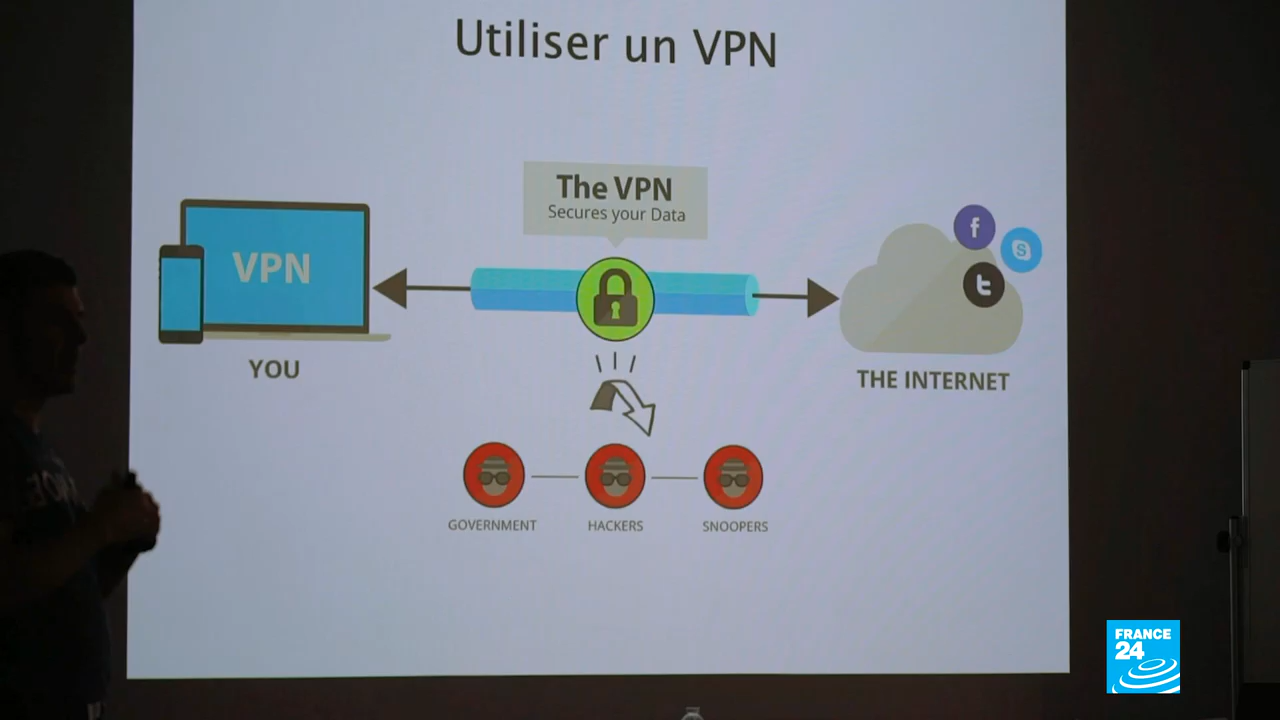 Utiliser un VPN
The VPN
Secures your Data
VPN
YOU
f
S
t
THE INTERNET
GOVERNMENT
HACKERS
SNOOPERS
FRANCE
24